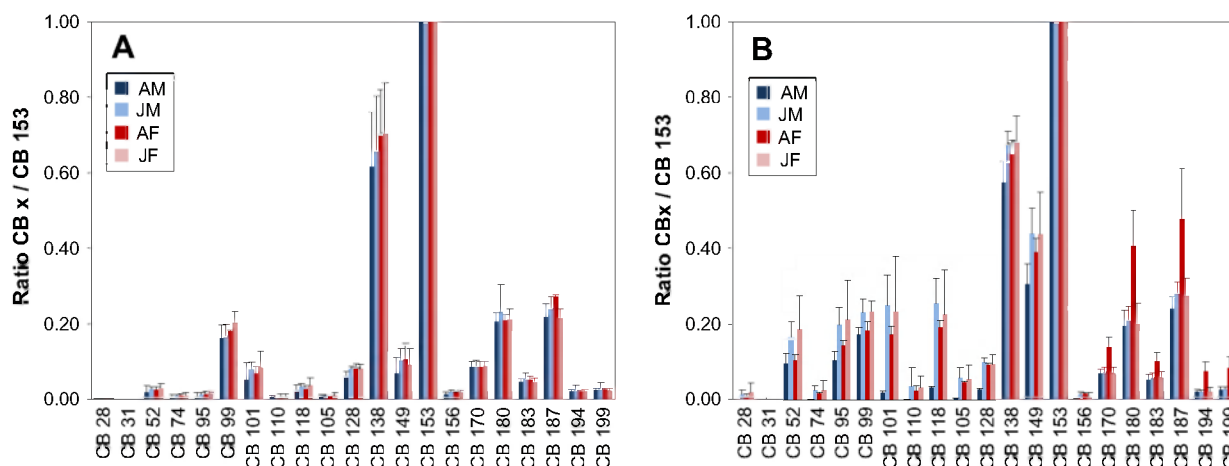 A
Ratio CB x / CB 153
1.00
0.80
0.60
0.40
0.20
0.00
AM
JM
AF
JF
CB 28
CB 31
CB 52
CB 74
CB 95
CB 99
CB 101
CB 110
CB 118
CB 105
CB 128
CB 138
CB 149
CB 153
CB 156
CB 170
CB 180
CB 183
CB 187
CB 194
CB 199
B
Ratio CBx / CB 153
1.00
0.80
0.60
0.40
0.20
0.00
AM
JM
AF
JF
CB 28
CB 31
CB 52
CB 74
CB 95
CB 99
CB 101
CB 110
CB 118
CB 105
CB 128
CB 138
CB 149
CB 153
CB 156
CB 170
CB 180
CB 183
CB 187
CB 194